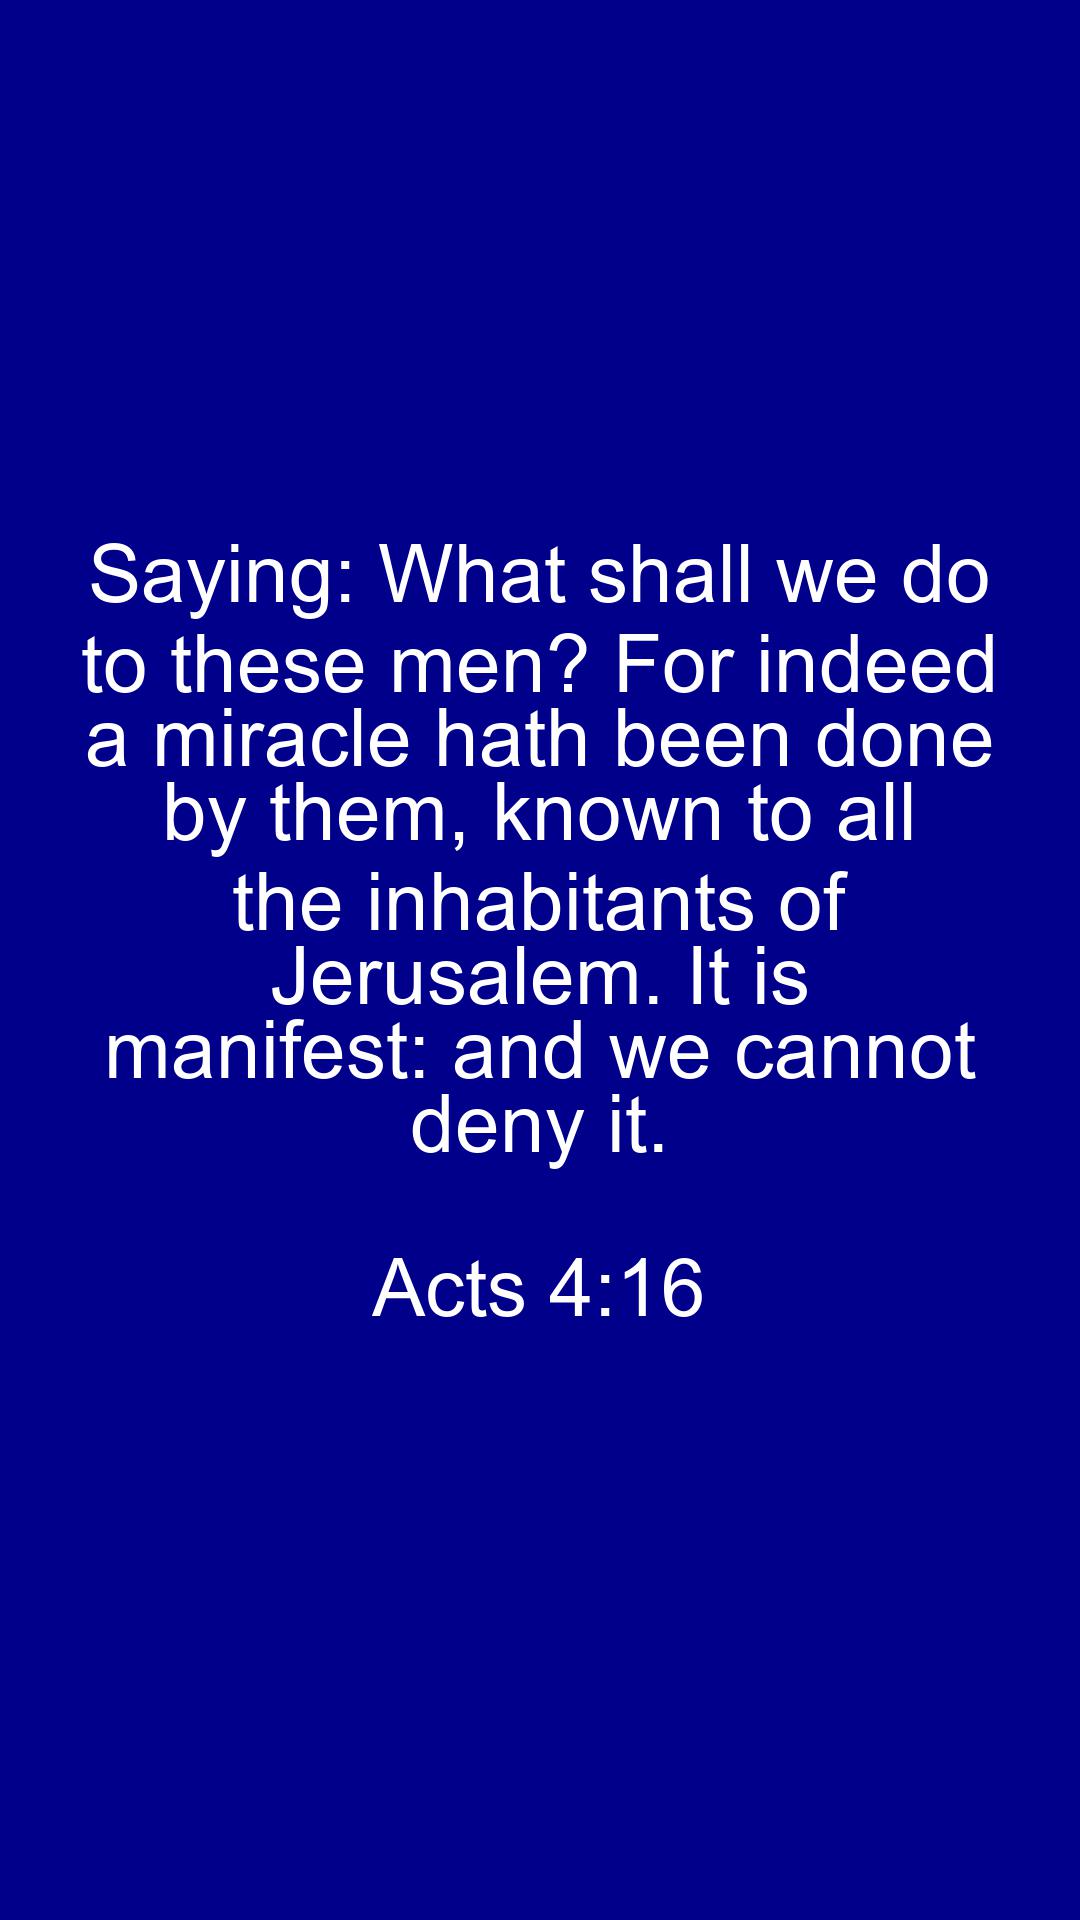 Saying: What shall we do
to these men? For indeed
a miracle hath been done
by them, known to all
the inhabitants of
Jerusalem. It is
manifest: and we cannot
deny it.
Acts 4:16